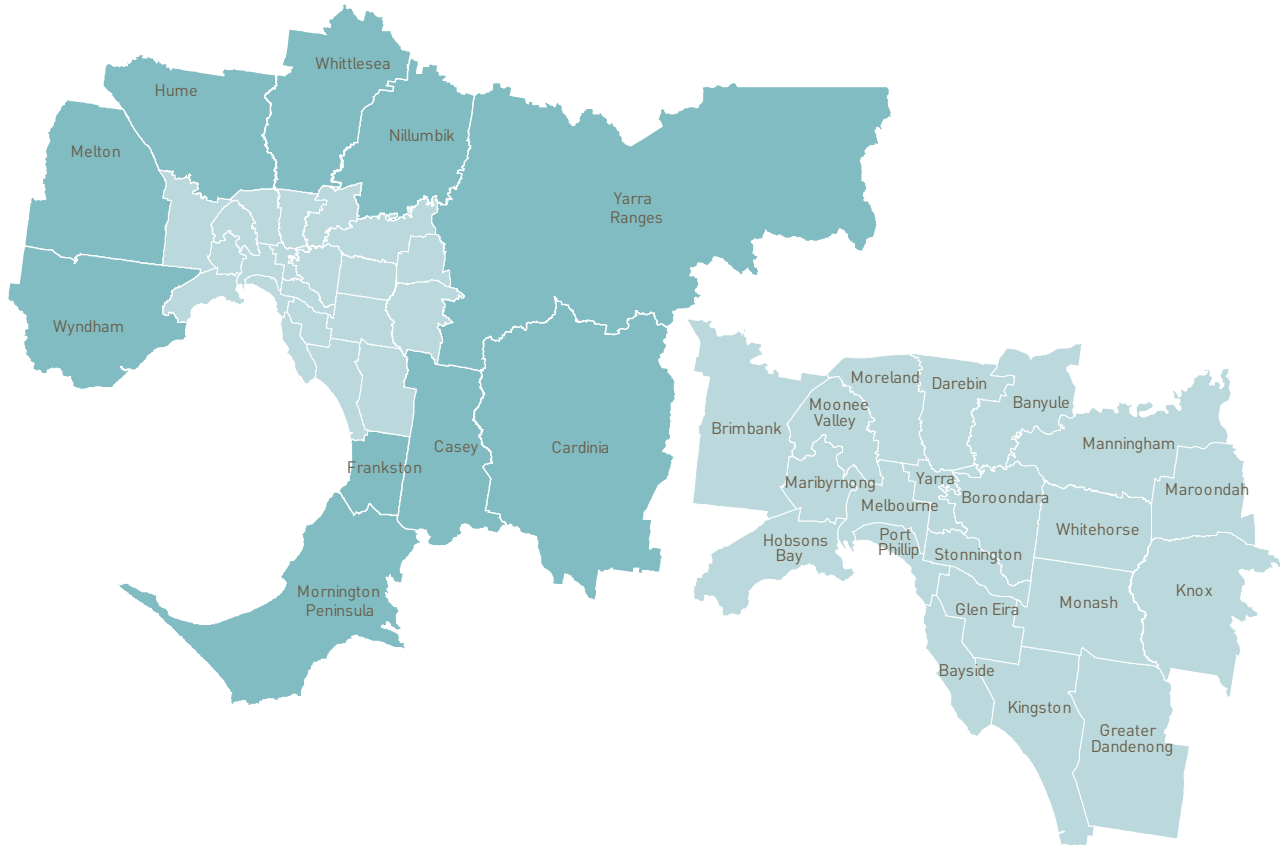 Whittlesea
Hume
Nillumbik
Melton
Yarra
Ranges
Wyndham
Casey
Cardinia
Frankston
Mornington
Peninsula
Moreland
Darebin
Moonee
Valley
Banyule
Brimbank
Manningham
Maribyrnong
Yarra
Maroondah
Boroondara
Melbourne
Whitehorse
Port
Phillip
Hobsons
Bay
Stonnington
Knox
Monash
Glen Eira
Bayside
Kingston
Greater
Dandenong